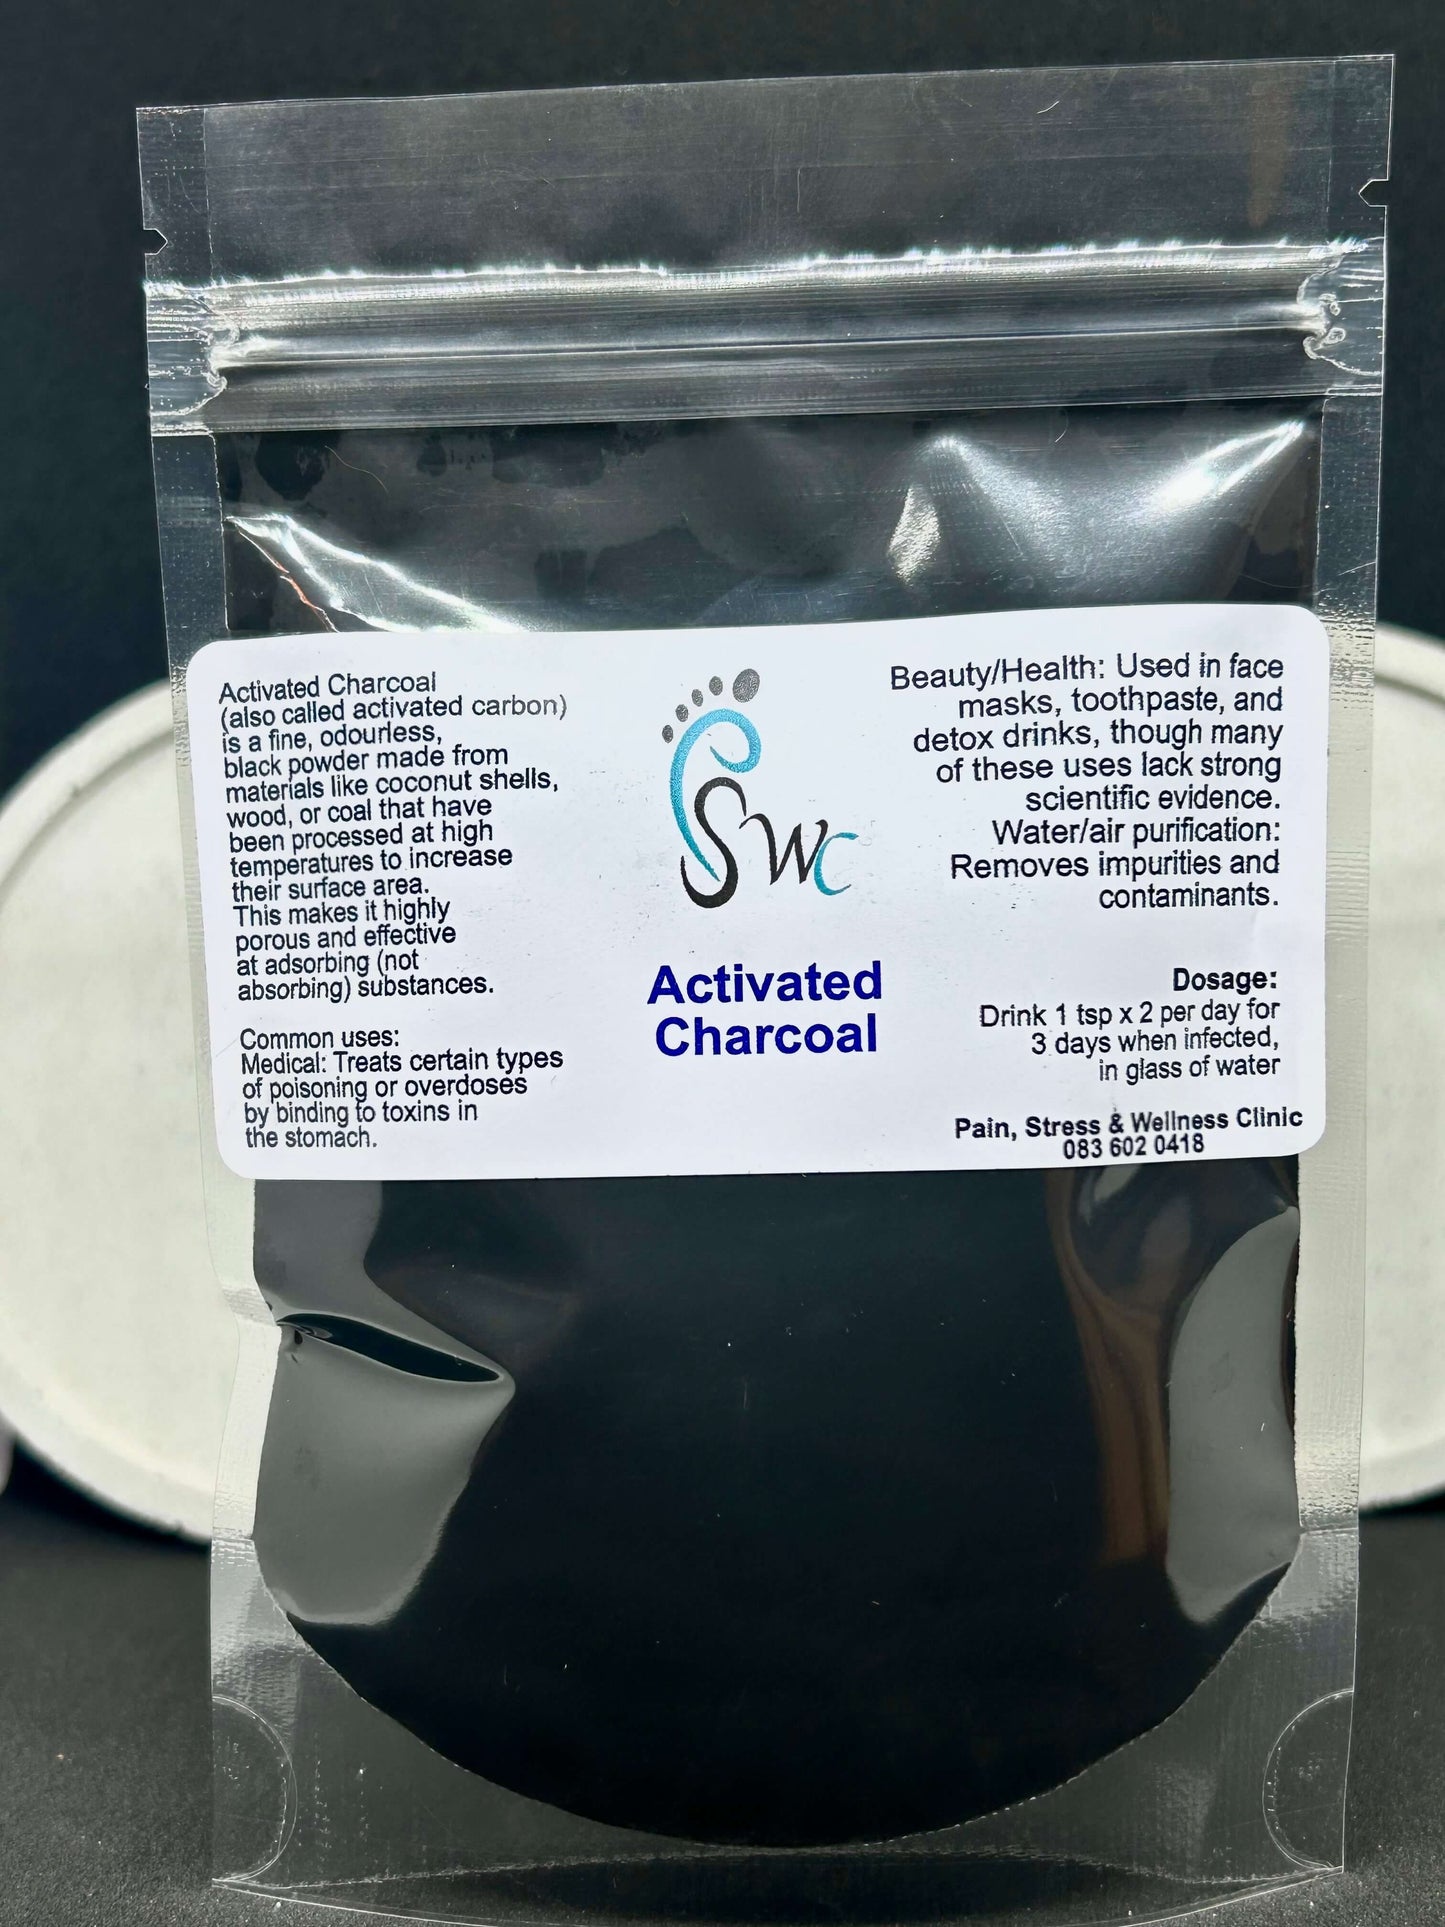 Activated Charcoal
(also called activated carbon)
is a fine, odourless,
black powder made from
materials like coconut shells,
wood, or coal that have
been processed at high
temperatures to increase
their surface area.
This makes it highly
porous and effective
at adsorbing (not
absorbing) substances.
Common uses:
Medical: Treats certain types
of poisoning or overdoses
by binding to toxins in
the stomach.
PSWC
Activated
Charcoal
Beauty/Health: Used in face
masks, toothpaste, and
detox drinks, though many
of these uses lack strong
scientific evidence.
Water/air purification:
Removes impurities and
contaminants.
Dosage:
Drink 1 tsp x 2 per day for
3 days when infected,
in glass of water
Pain, Stress & Wellness Clinic
083 602 0418